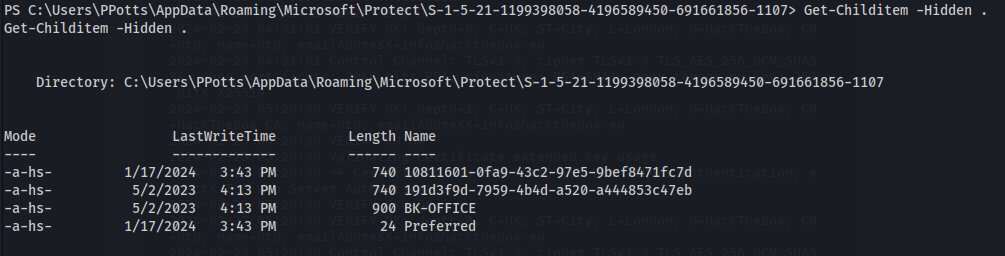 PS C:\Users\PPotts\AppData\Roaming\Microsoft\Protect\S-1-5-21-1199398058-4196589450-691661856-1107> Get-Childitem -Hidden .
Get-Childitem -Hidden .
Directory: C:\Users\PPotts\AppData\Roaming\Microsoft\Protect\S-1-5-21-1199398058-4196589450-691661856-1107
Mode LastWriteTime Length Name
---- ------------- ------ ----
-a-hs- 1/17/2024 3:43 PM 740 10811601-0fa9-43c2-97e5-9bef8471fc7d
-a-hs- 5/2/2023 4:13 PM 740 191d3f9d-7959-4b4d-a520-a444853c47eb
-a-hs- 5/2/2023 4:13 PM 900 BK-OFFICE
-a-hs- 1/17/2024 3:43 PM 24 Preferred